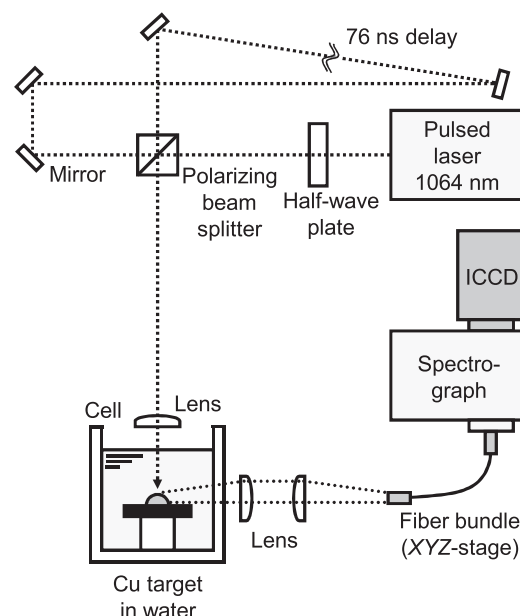 76 ns delay
Pulsed
laser
1064 nm
Mirror
Polarizing
beam
splitter
Half-wave
plate
ICCD
Spectro-
graph
Cell
Lens
Lens
Fiber bundle
(XYZ-stage)
Cu target
in water